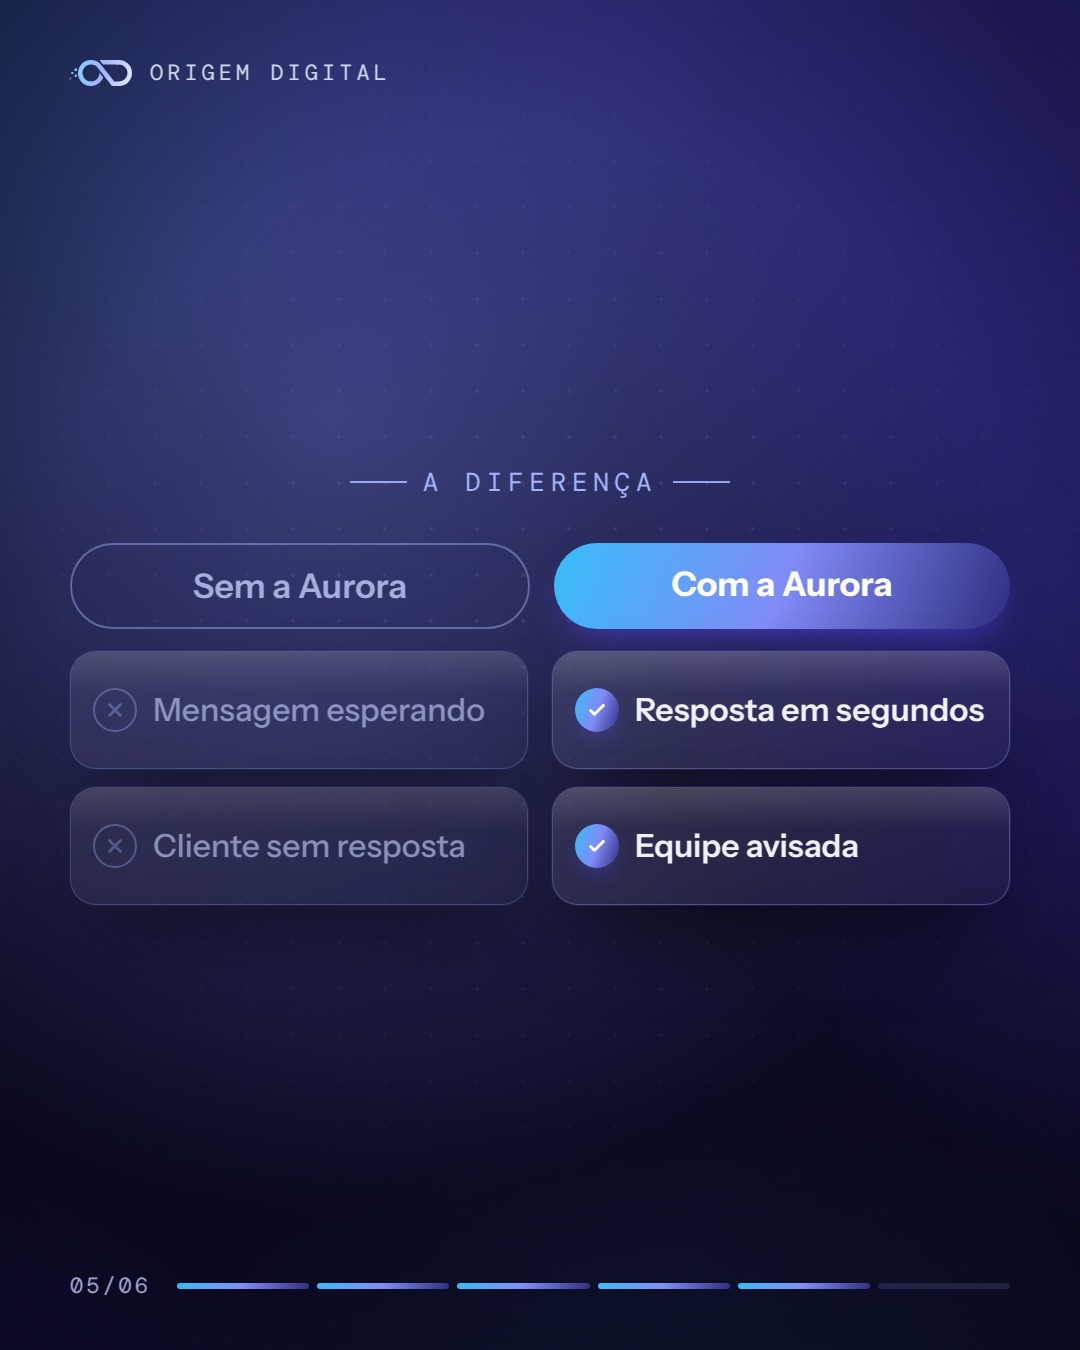 ORIGEM DIGITAL
A DIFERENÇA
Sem a Aurora
Com a Aurora
Mensagem esperando
Resposta em segundos
Cliente sem resposta
Equipe avisada
05/06